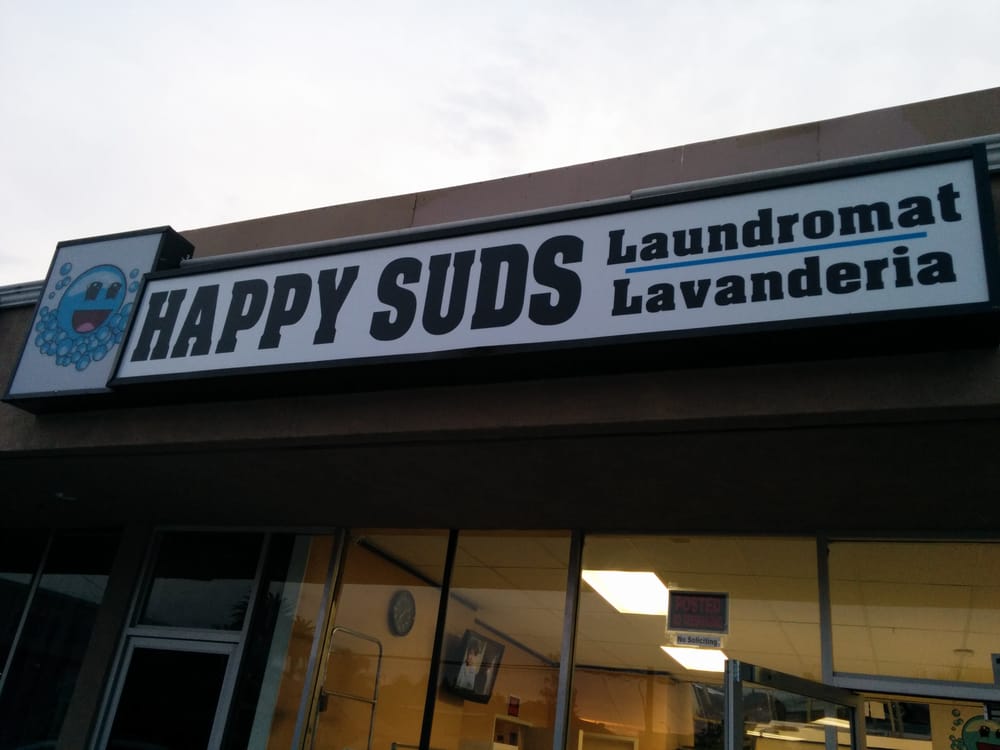 HAPPY SUDS
Laundromat
Lavanderia
POSTED
No Soliciting